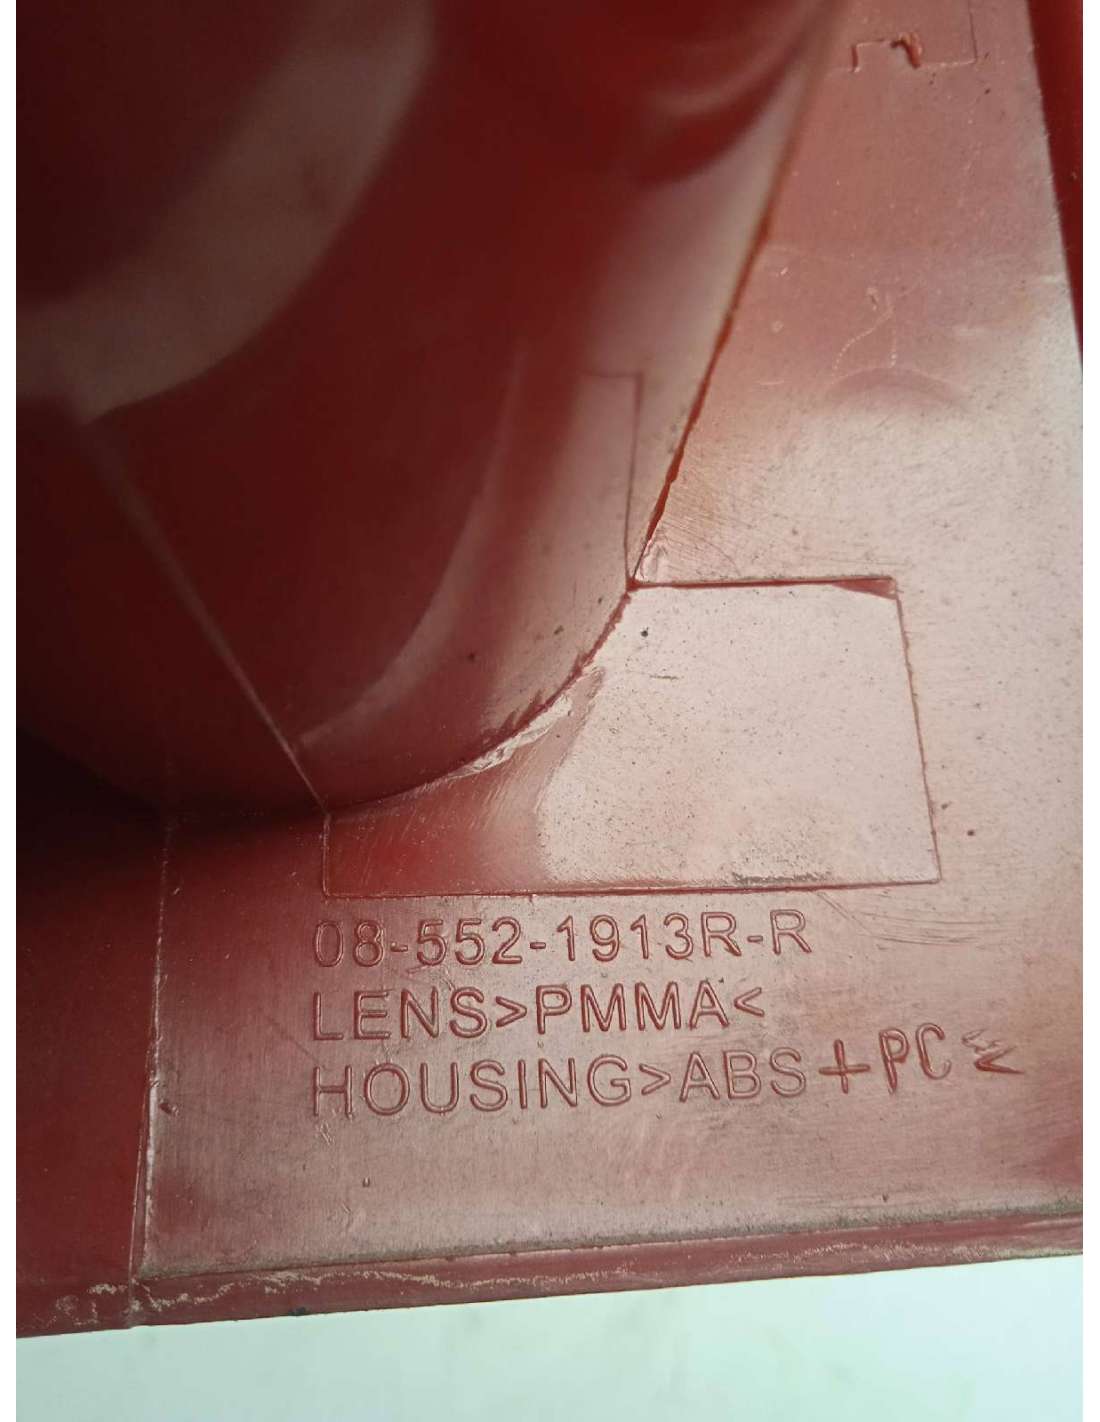 08-552-1913R-R
LENS>PMMA<
HOUSING>ABS+PC<